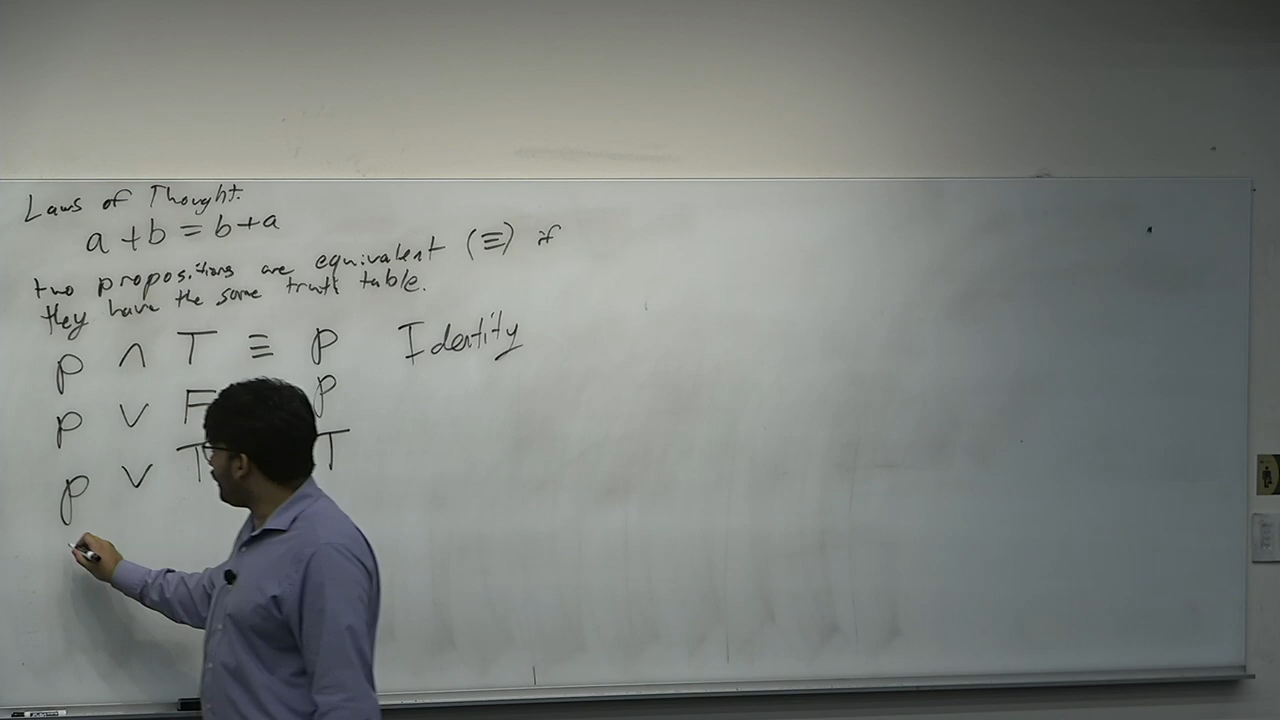 Laws of Thought.
a + b = b + a
two propositions are equivalent (≡) if
they have the same truth table.
p ∧ T ≡ p Identity
p ∨ F p
p ∨ T T